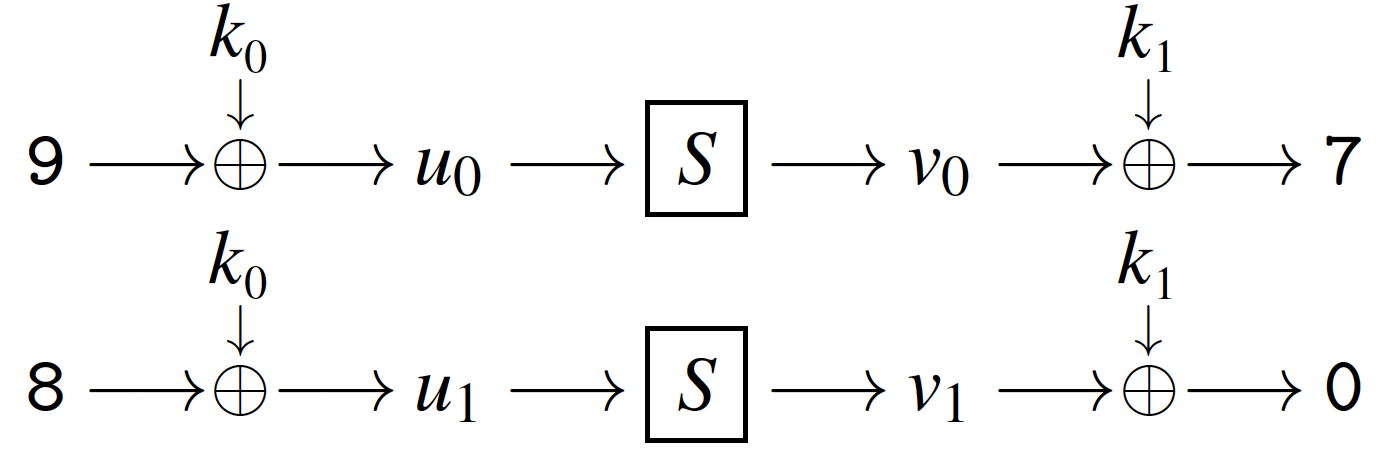 k₀ k₁
9 → ⊕ → u₀ → S → v₀ → ⊕ → 7
k₀ k₁
8 → ⊕ → u₁ → S → v₁ → ⊕ → 0